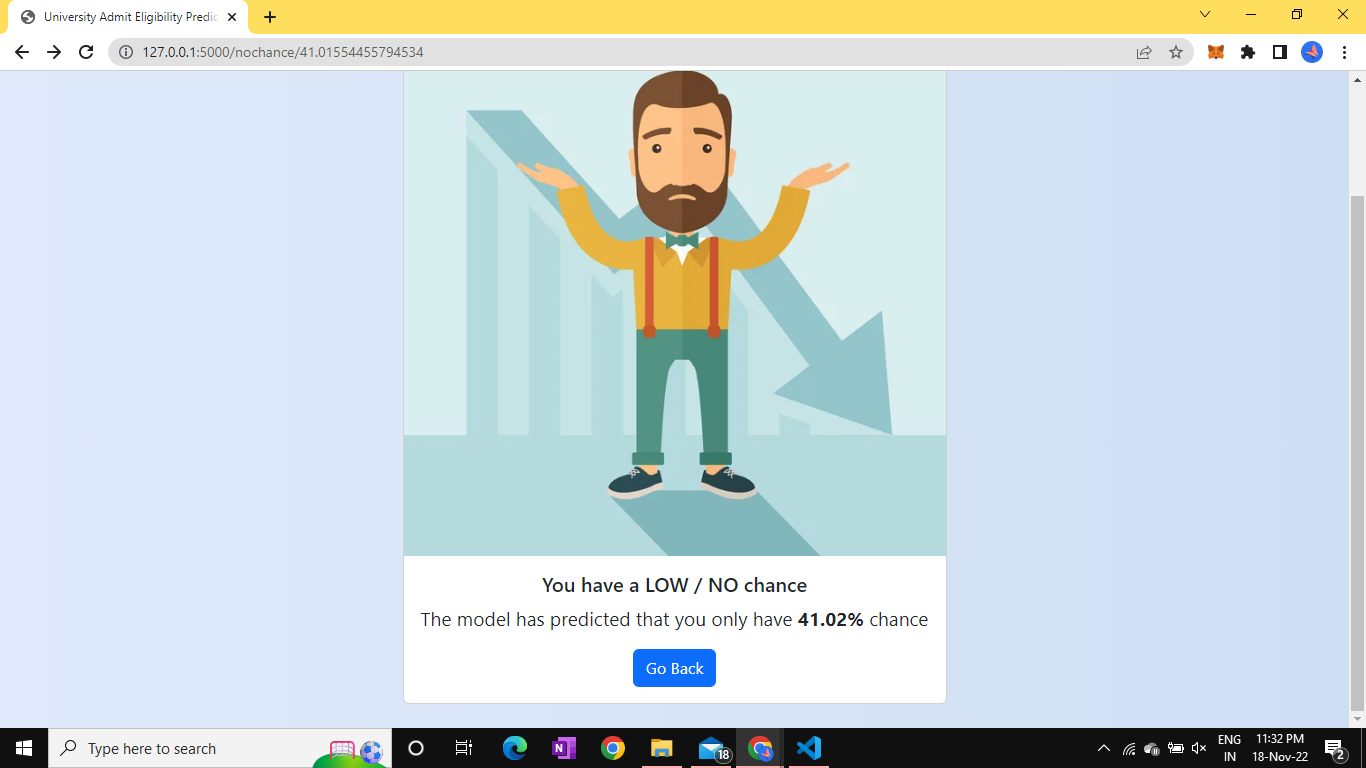 University Admit Eligibility Predic
127.0.0.1:5000/nochance/41.01554455794534
You have a LOW / NO chance
The model has predicted that you only have 41.02% chance
Go Back
Type here to search
18
ENG
IN
11:32 PM
18-Nov-22
2